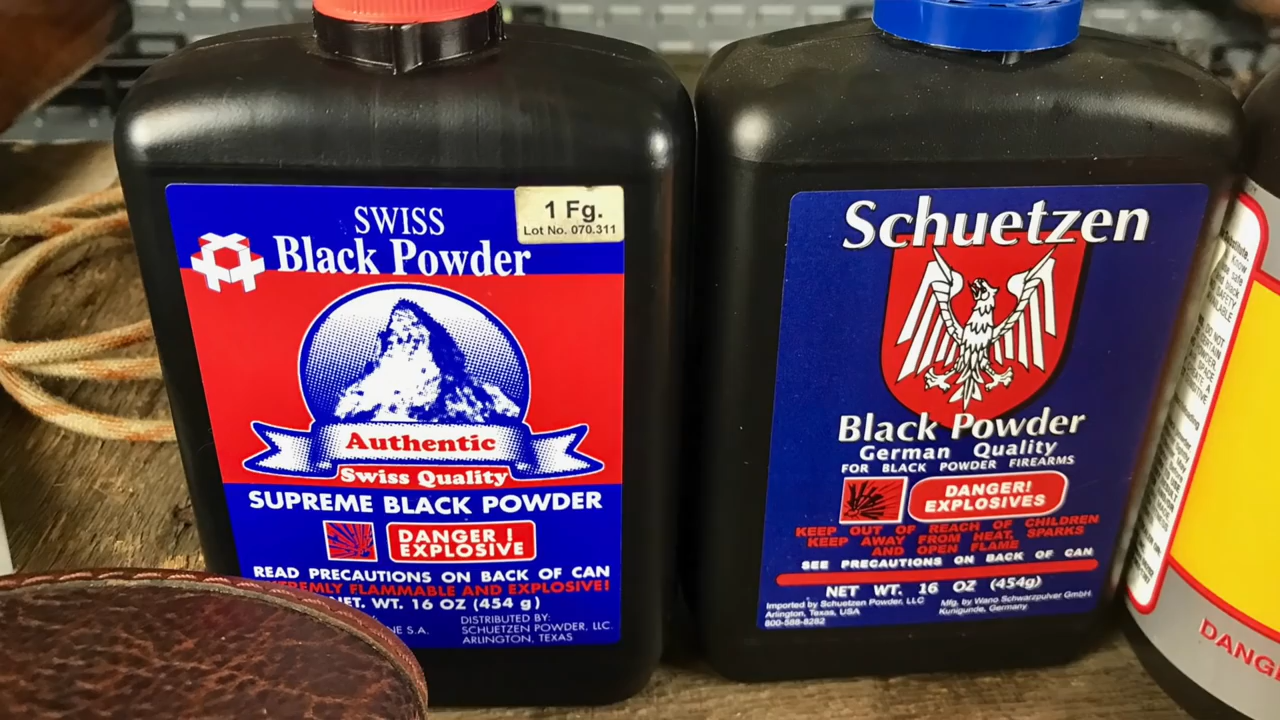 SWISS
Black Powder
1 Fg.
Lot No. 070.311
Authentic
Swiss Quality
SUPREME BLACK POWDER
DANGER !
EXPLOSIVE
READ PRECAUTIONS ON BACK OF CAN
EXTREMLY FLAMMABLE AND EXPLOSIVE!
NET. WT. 16 OZ (454 g )
NE S.A.
DISTRIBUTED BY:
SCHUETZEN POWDER, LLC.
ARLINGTON, TEXAS
Schuetzen
Black Powder
German Quality
FOR BLACK POWDER FIREARMS
DANGER!
EXPLOSIVES
KEEP OUT OF REACH OF CHILDREN
KEEP AWAY FROM HEAT, SPARKS
AND OPEN FLAME
SEE PRECAUTIONS ON BACK OF CAN
NET WT. 16 OZ (454g)
Imported by Schuetzen Powder, LLC
Arlington, Texas, USA
800-588-8282
Mfg. by Wano Schwarzpulver GmbH
Kunigunde, Germany
DANG